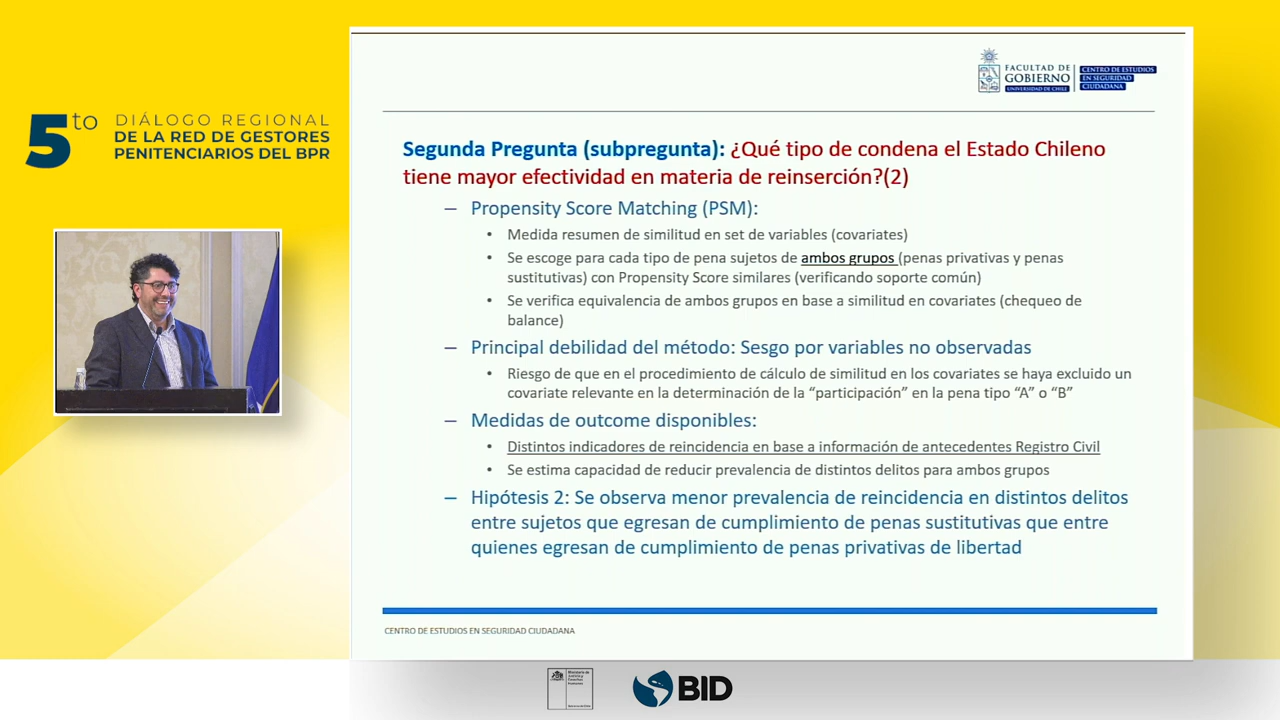 5to
DIÁLOGO REGIONAL
DE LA RED DE GESTORES
PENITENCIARIOS DEL BPR
FACULTAD DE
GOBIERNO
UNIVERSIDAD DE CHILE
CENTRO DE ESTUDIOS
EN SEGURIDAD
CIUDADANA
Segunda Pregunta (subpregunta): ¿Qué tipo de condena el Estado Chileno
tiene mayor efectividad en materia de reinserción?(2)
– Propensity Score Matching (PSM):
• Medida resumen de similitud en set de variables (covariates)
• Se escoge para cada tipo de pena sujetos de ambos grupos (penas privativas y penas
sustitutivas) con Propensity Score similares (verificando soporte común)
• Se verifica equivalencia de ambos grupos en base a similitud en covariates (chequeo de
balance)
– Principal debilidad del método: Sesgo por variables no observadas
• Riesgo de que en el procedimiento de cálculo de similitud en los covariates se haya excluido un
covariate relevante en la determinación de la “participación” en la pena tipo “A” o “B”
– Medidas de outcome disponibles:
• Distintos indicadores de reincidencia en base a información de antecedentes Registro Civil
• Se estima capacidad de reducir prevalencia de distintos delitos para ambos grupos
– Hipótesis 2: Se observa menor prevalencia de reincidencia en distintos delitos
entre sujetos que egresan de cumplimiento de penas sustitutivas que entre
quienes egresan de cumplimiento de penas privativas de libertad
CENTRO DE ESTUDIOS EN SEGURIDAD CIUDADANA
BID